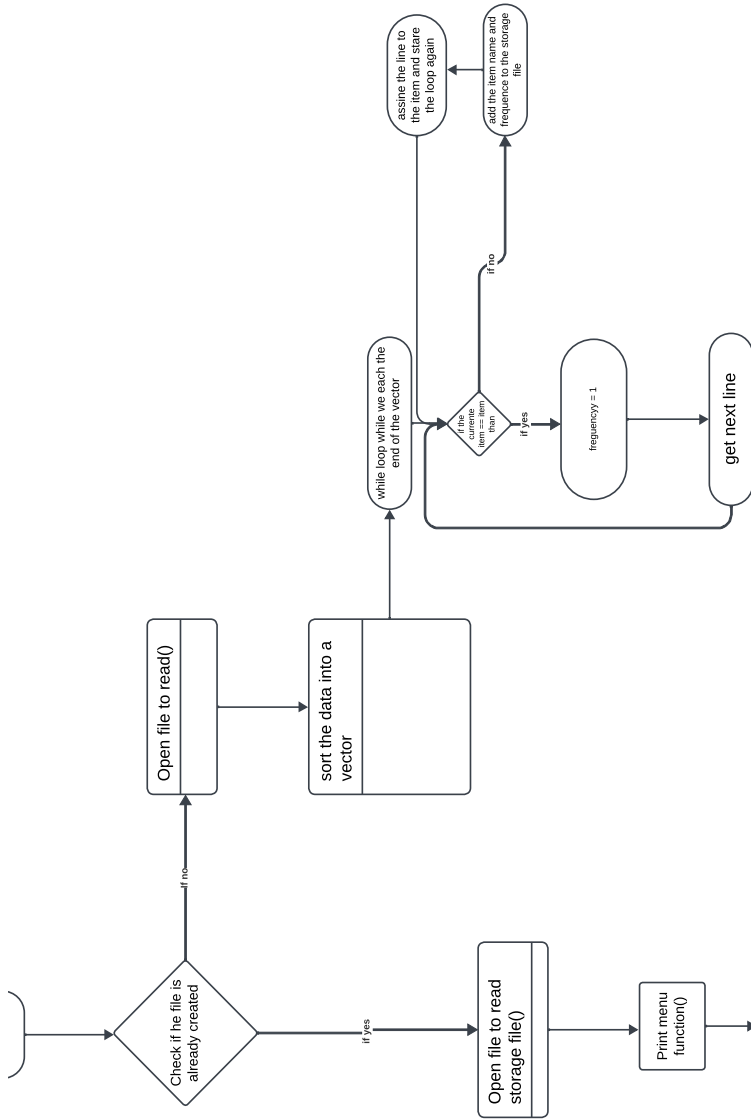 Check if he file is
already created
If no
Open file to read()
sort the data into a
vector
while loop while we each the
end of the vector
if the
currente
item == item
than
if no
add the item name and
frequence to the storage
file
assine the line to
the item and stare
the loop again
if yes
freguencyy = 1
get next line
if yes
Open file to read
storage file()
Print menu
function()